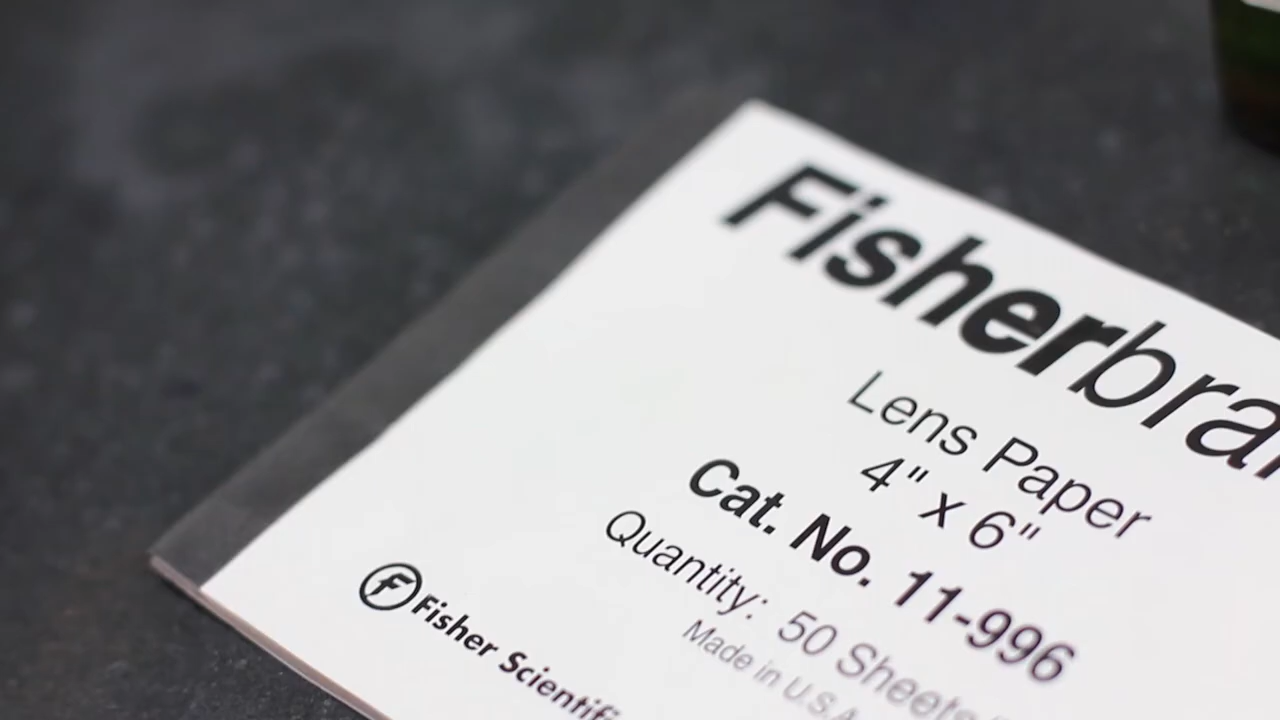 Fisherbra
Lens Paper
4" x 6"
Cat. No. 11-996
Quantity: 50 Sheets
Made in U.S.A
Fisher Scientifi